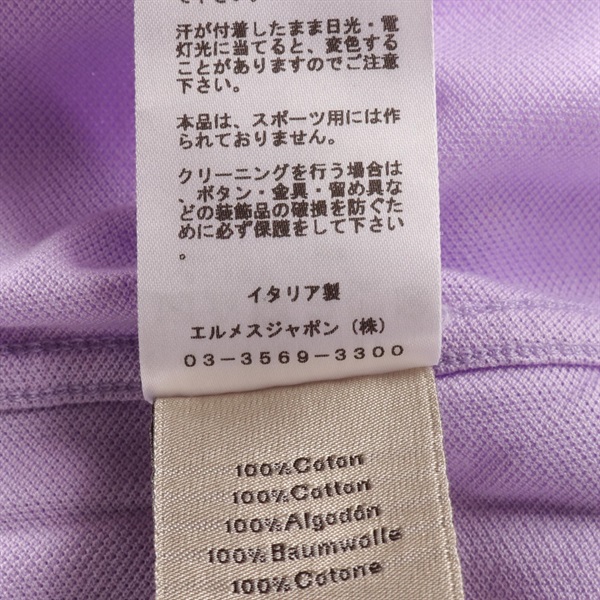 で下さい。
汗が付着したまま日光・電
灯光に当てると、変色する
ことがありますのでご注意
下さい。
本品は、スポーツ用には作
られておりません。
クリーニングを行う場合は
、ボタン・金具・留め具な
どの装飾品の破損を防ぐた
めに必ず保護をして下さい
。
イタリア製
エルメスジャポン（株）
03-3569-3300
100%Coton
100%Cotton
100%Algodón
100%Baumwolle
100%Cotone